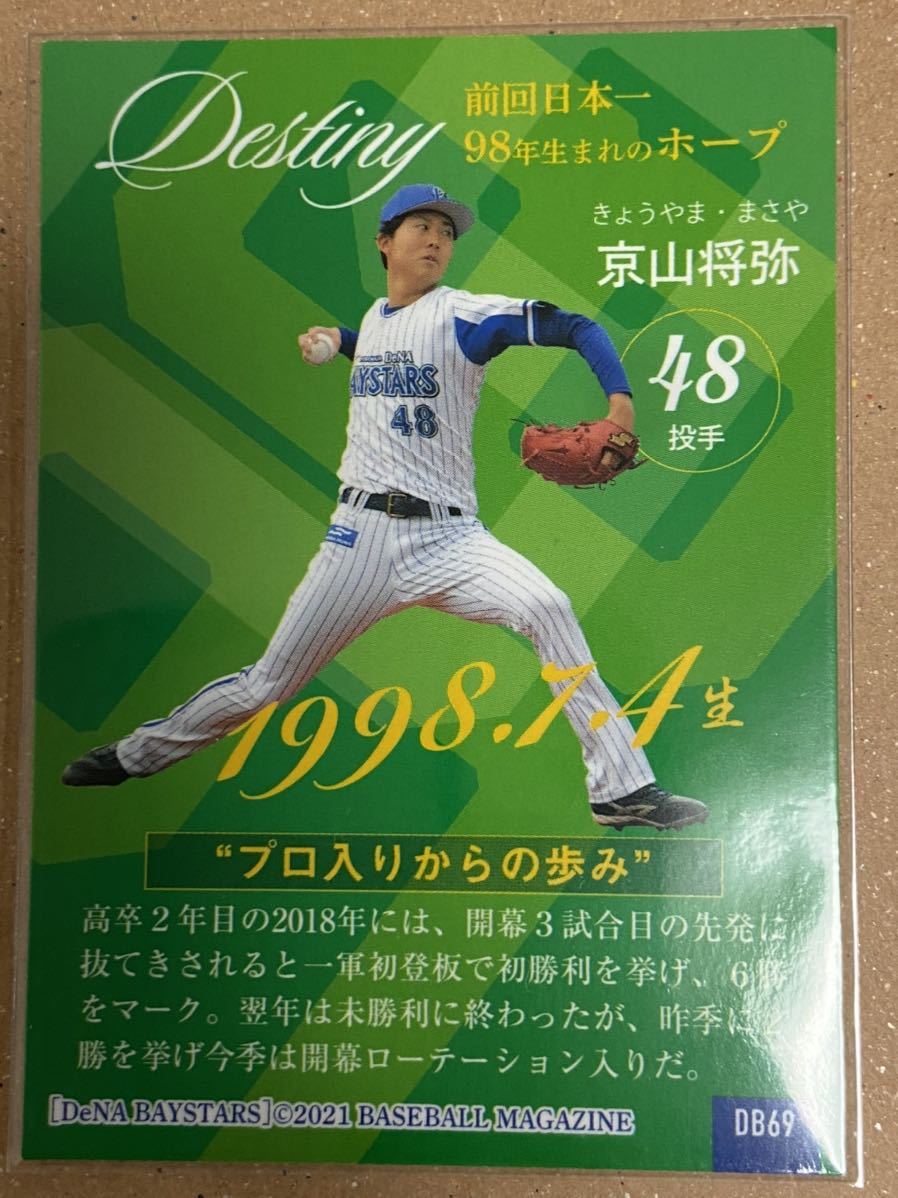 Destiny
前回日本一
98年生まれのホープ
きょうやま・まさや
京山将弥
48
投手
DeNA
AYSTARS
48
1998.7.4生
“プロ入りからの歩み”
高卒２年目の2018年には、開幕３試合目の先発に
抜てきされると一軍初登板で初勝利を挙げ、６勝
をマーク。翌年は未勝利に終わったが、昨季は２
勝を挙げ今季は開幕ローテーション入りだ。
[DeNA BAYSTARS]©2021 BASEBALL MAGAZINE
DB69